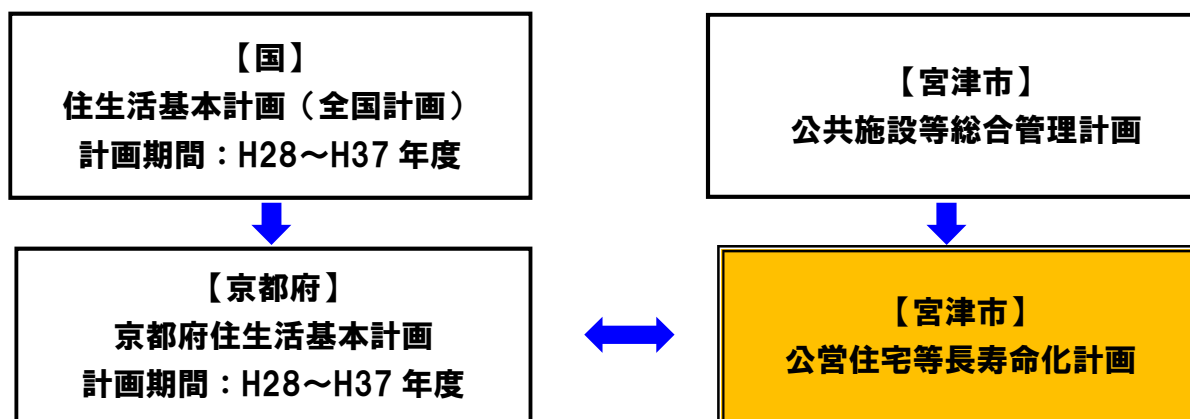 【国】
住生活基本計画（全国計画）
計画期間：H28～H37 年度
【宮津市】
公共施設等総合管理計画
【京都府】
京都府住生活基本計画
計画期間：H28～H37 年度
【宮津市】
公営住宅等長寿命化計画